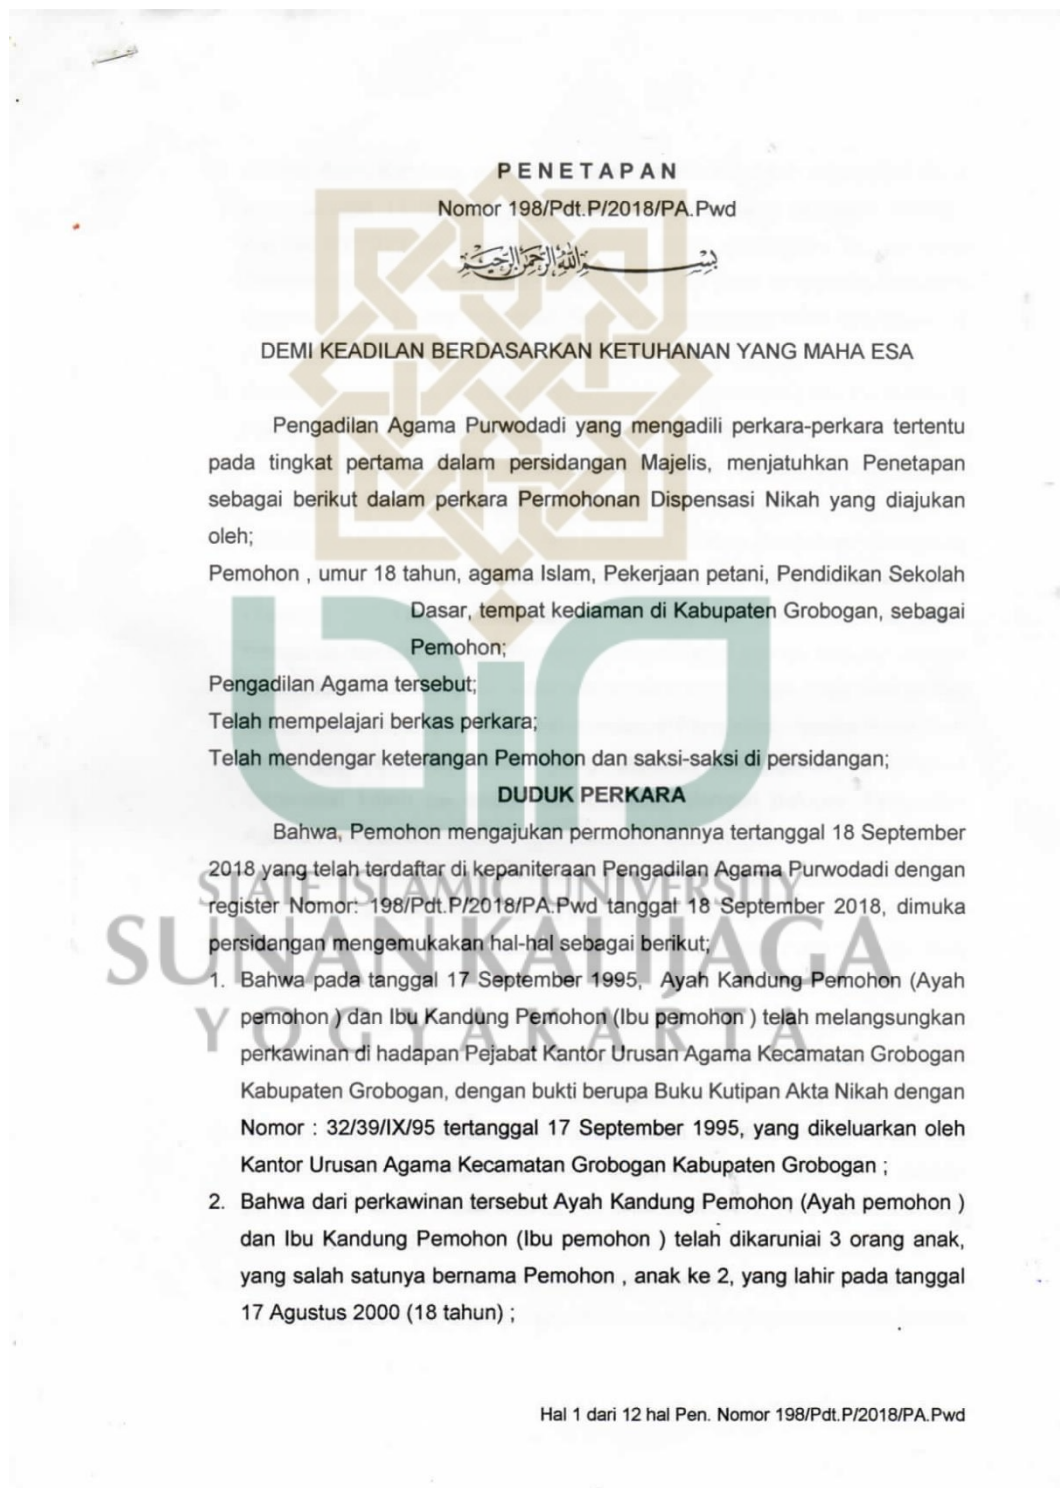 PENETAPAN
Nomor 198/Pdt.P/2018/PA.Pwd
بسم الله الرحمن الرحيم
DEMI KEADILAN BERDASARKAN KETUHANAN YANG MAHA ESA
Pengadilan Agama Purwodadi yang mengadili perkara-perkara tertentu
pada tingkat pertama dalam persidangan Majelis, menjatuhkan Penetapan
sebagai berikut dalam perkara Permohonan Dispensasi Nikah yang diajukan
oleh;
Pemohon , umur 18 tahun, agama Islam, Pekerjaan petani, Pendidikan Sekolah
Dasar, tempat kediaman di Kabupaten Grobogan, sebagai
Pemohon;
Pengadilan Agama tersebut;
Telah mempelajari berkas perkara;
Telah mendengar keterangan Pemohon dan saksi-saksi di persidangan;
DUDUK PERKARA
Bahwa, Pemohon mengajukan permohonannya tertanggal 18 September
2018 yang telah terdaftar di kepaniteraan Pengadilan Agama Purwodadi dengan
STATE ISLAMIC UNIVERSITY
register Nomor: 198/Pdt.P/2018/PA.Pwd tanggal 18 September 2018, dimuka
SUNAN KALIJAGA
persidangan mengemukakan hal-hal sebagai berikut;
1. Bahwa pada tanggal 17 September 1995, Ayah Kandung Pemohon (Ayah
pemohon ) dan Ibu Kandung Pemohon (Ibu pemohon ) telah melangsungkan
YOGYAKARTA
perkawinan di hadapan Pejabat Kantor Urusan Agama Kecamatan Grobogan
Kabupaten Grobogan, dengan bukti berupa Buku Kutipan Akta Nikah dengan
Nomor : 32/39/IX/95 tertanggal 17 September 1995, yang dikeluarkan oleh
Kantor Urusan Agama Kecamatan Grobogan Kabupaten Grobogan ;
2. Bahwa dari perkawinan tersebut Ayah Kandung Pemohon (Ayah pemohon )
dan Ibu Kandung Pemohon (Ibu pemohon ) telah dikaruniai 3 orang anak,
yang salah satunya bernama Pemohon , anak ke 2, yang lahir pada tanggal
17 Agustus 2000 (18 tahun) ;
Hal 1 dari 12 hal Pen. Nomor 198/Pdt.P/2018/PA.Pwd